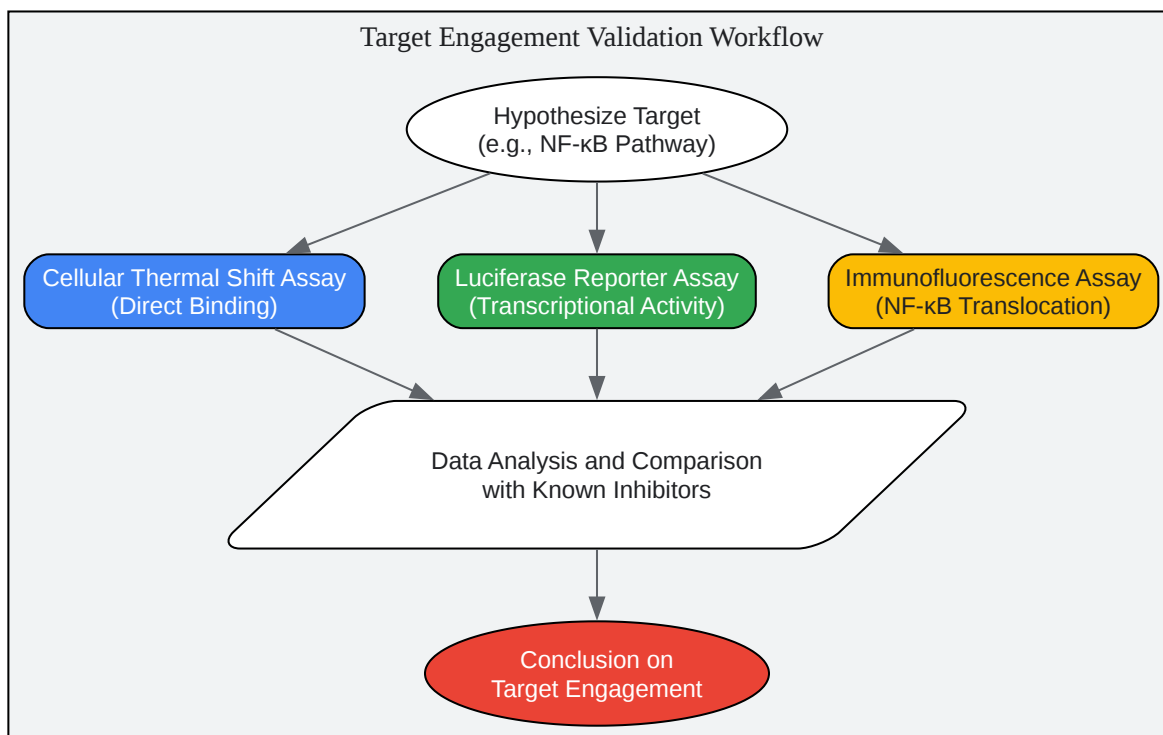 Target Engagement Validation Workflow
Hypothesize Target
(e.g., NF-κB Pathway)
Cellular Thermal Shift Assay
(Direct Binding)
Luciferase Reporter Assay
(Transcriptional Activity)
Immunofluorescence Assay
(NF-κB Translocation)
Data Analysis and Comparison
with Known Inhibitors
Conclusion on
Target Engagement